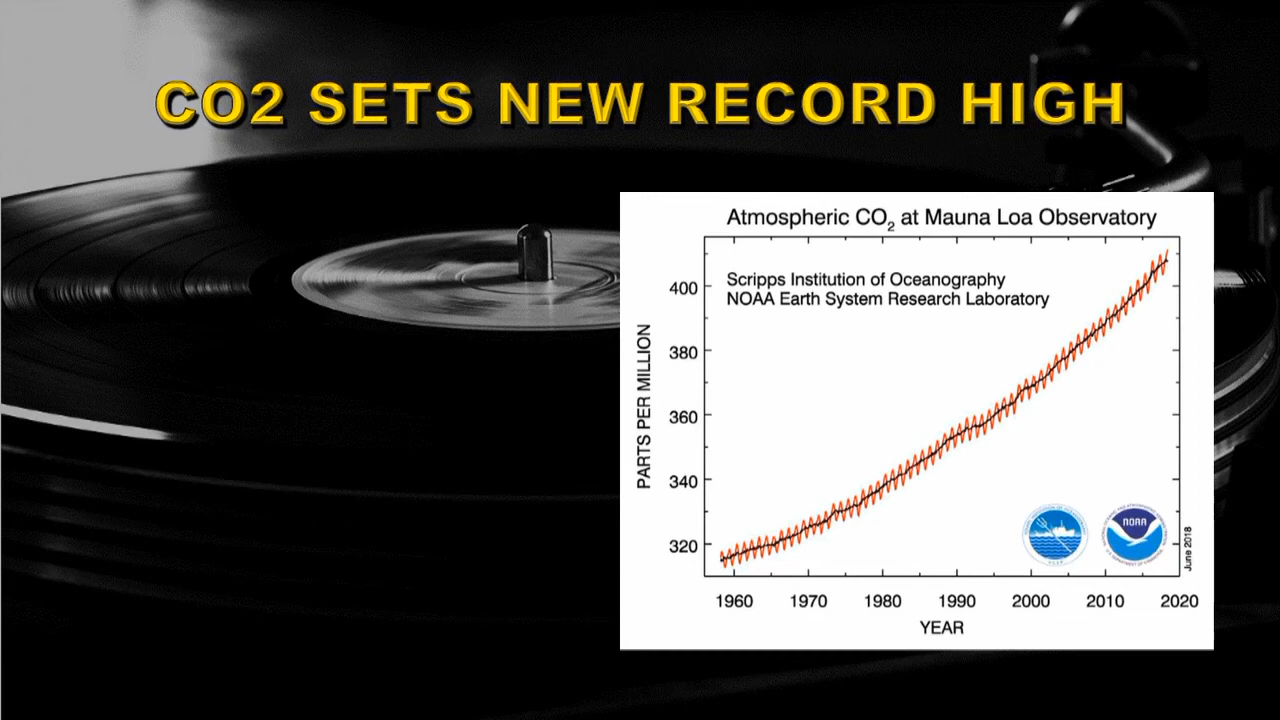 CO2 SETS NEW RECORD HIGH
Atmospheric CO₂ at Mauna Loa Observatory
Scripps Institution of Oceanography
NOAA Earth System Research Laboratory
PARTS PER MILLION
400
380
360
340
320
NOAA
June 2018
1960 1970 1980 1990 2000 2010 2020
YEAR